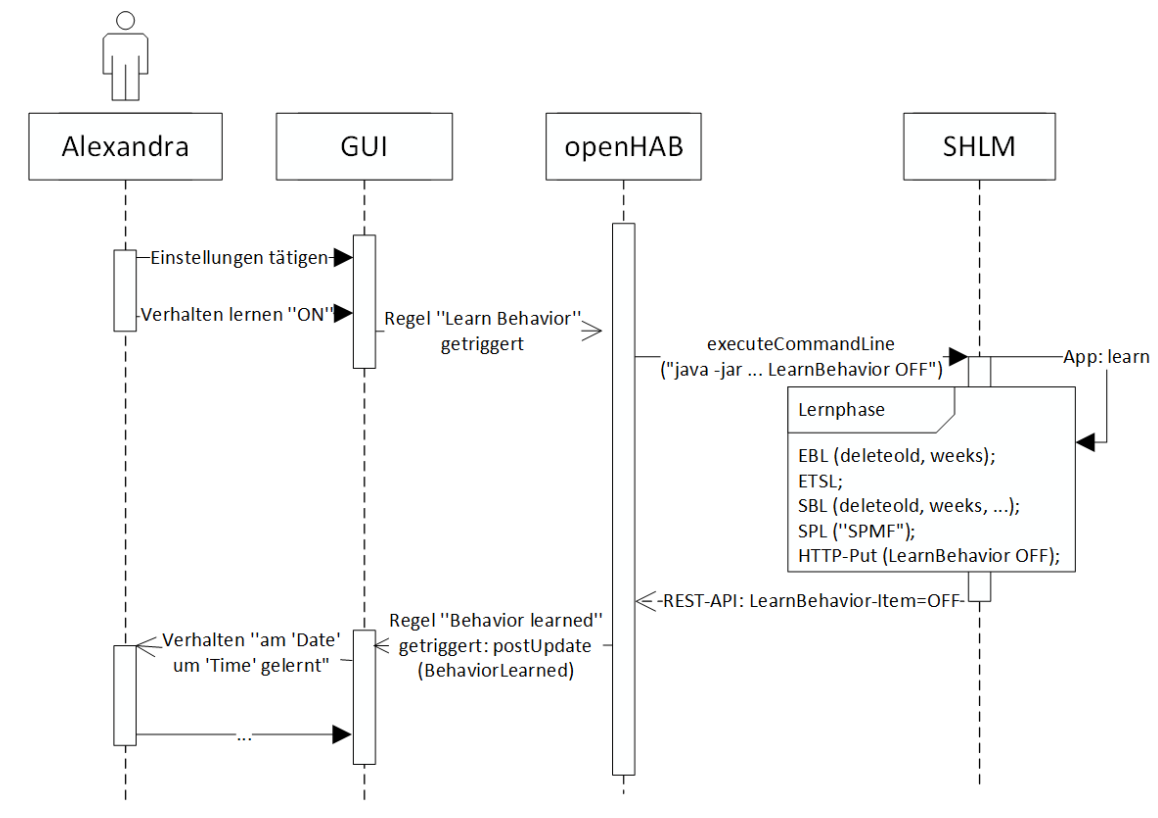 Alexandra
GUI
openHAB
SHLM
Einstellungen tätigen
Verhalten lernen "ON"
Regel "Learn Behavior"
getriggert
executeCommandLine
("java -jar ... LearnBehavior OFF")
App: learn
Lernphase
EBL (deleteold, weeks);
ETSL;
SBL (deleteold, weeks, ...);
SPL ("SPMF");
HTTP-Put (LearnBehavior OFF);
REST-API: LearnBehavior-Item=OFF
Regel "Behavior learned"
getriggert: postUpdate
(BehaviorLearned)
Verhalten "am 'Date'
um 'Time' gelernt"
...